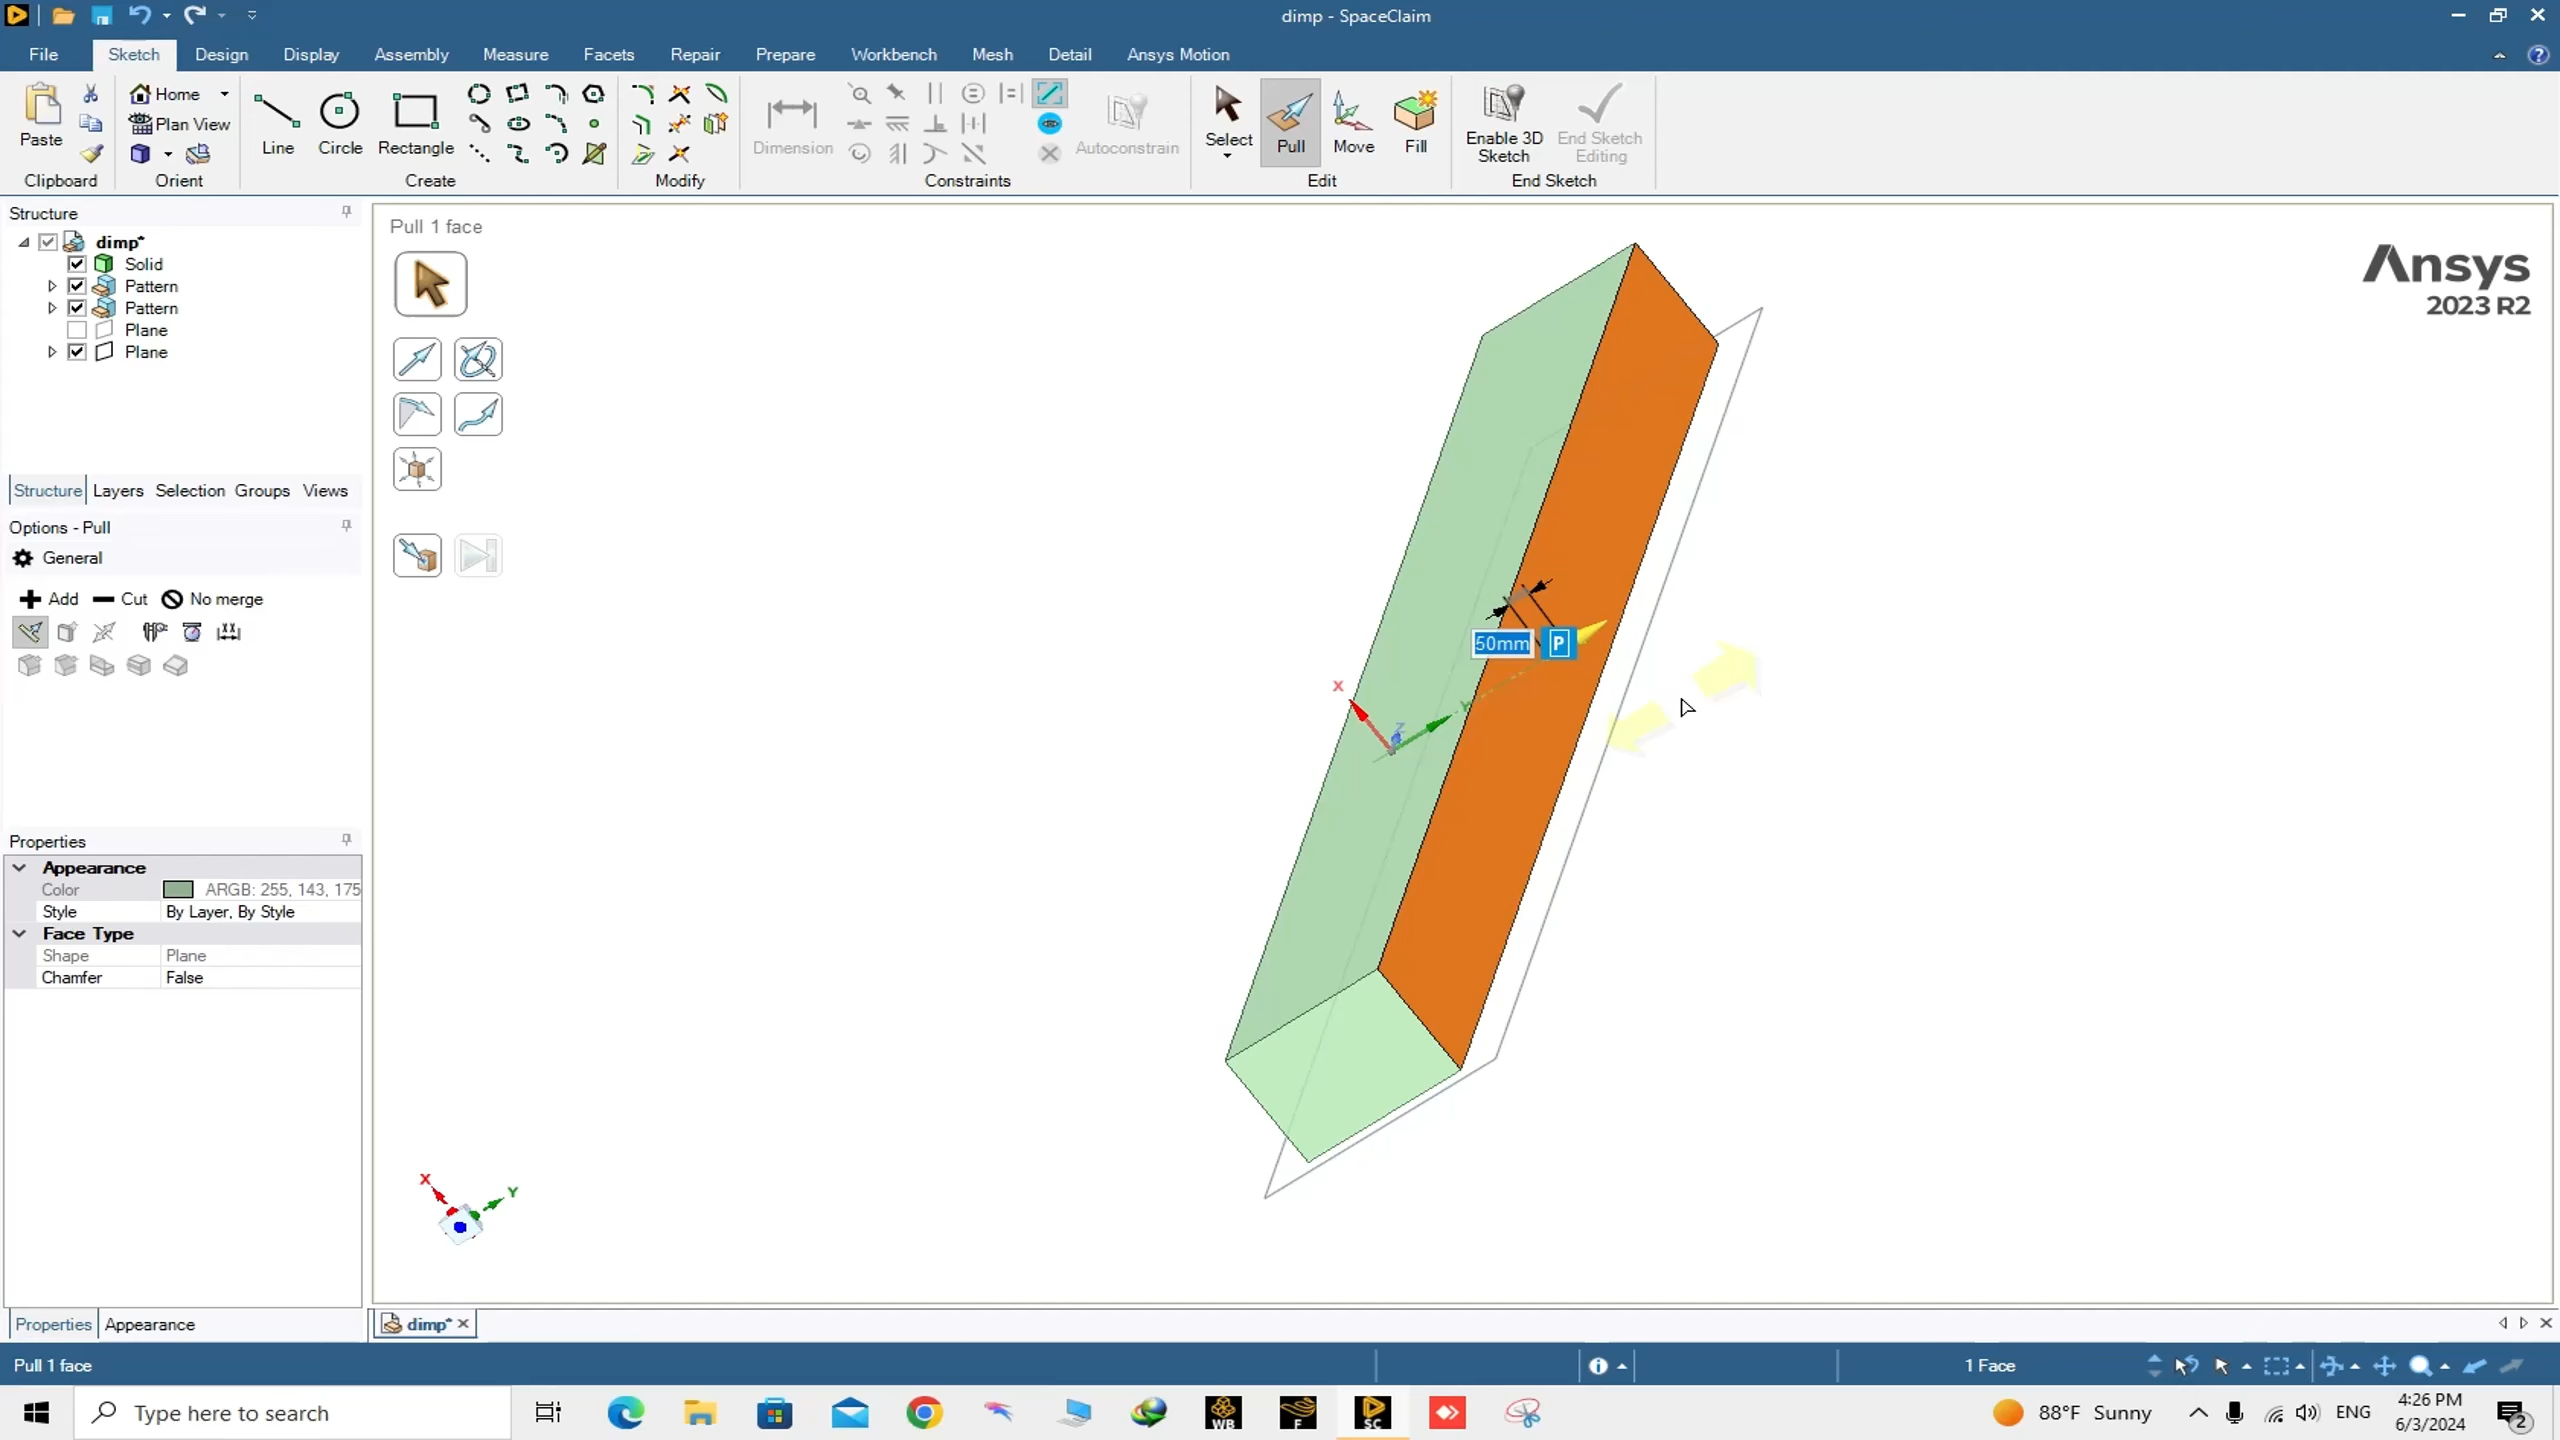 dimp - SpaceClaim
File Sketch Design Display Assembly Measure Facets Repair Prepare Workbench Mesh Detail Ansys Motion
Paste
Clipboard
Home
Plan View
Orient
Line Circle Rectangle
Create
Modify
Dimension
Autoconstrain
Constraints
Select Pull Move Fill
Edit
Enable 3D Sketch
End Sketch Editing
End Sketch
Structure
dimp*
Solid
Pattern
Pattern
Plane
Plane
Structure Layers Selection Groups Views
Options - Pull
General
Add Cut No merge
Properties
Appearance
Color ARGB: 255, 143, 175
Style By Layer, By Style
Face Type
Shape Plane
Chamfer False
Properties Appearance
Pull 1 face
Ansys
2023 R2
50mm P
X
Z
Y
X
Y
dimp*
Pull 1 face
1 Face
Type here to search
WB
F
SC
88°F Sunny
ENG
4:26 PM
6/3/2024
2